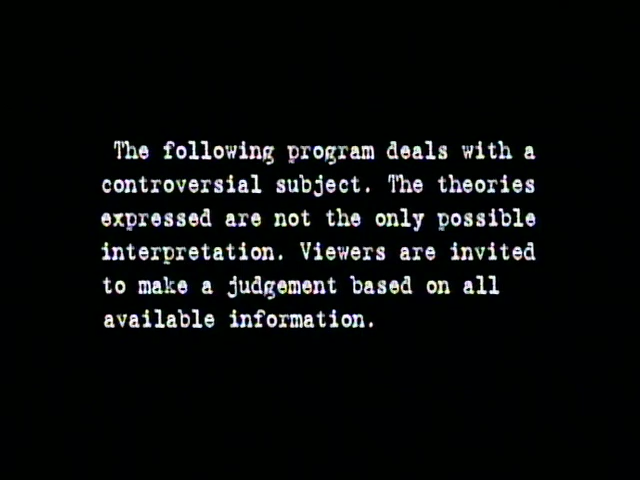 The following program deals with a
controversial subject. The theories
expressed are not the only possible
interpretation. Viewers are invited
to make a judgement based on all
available information.